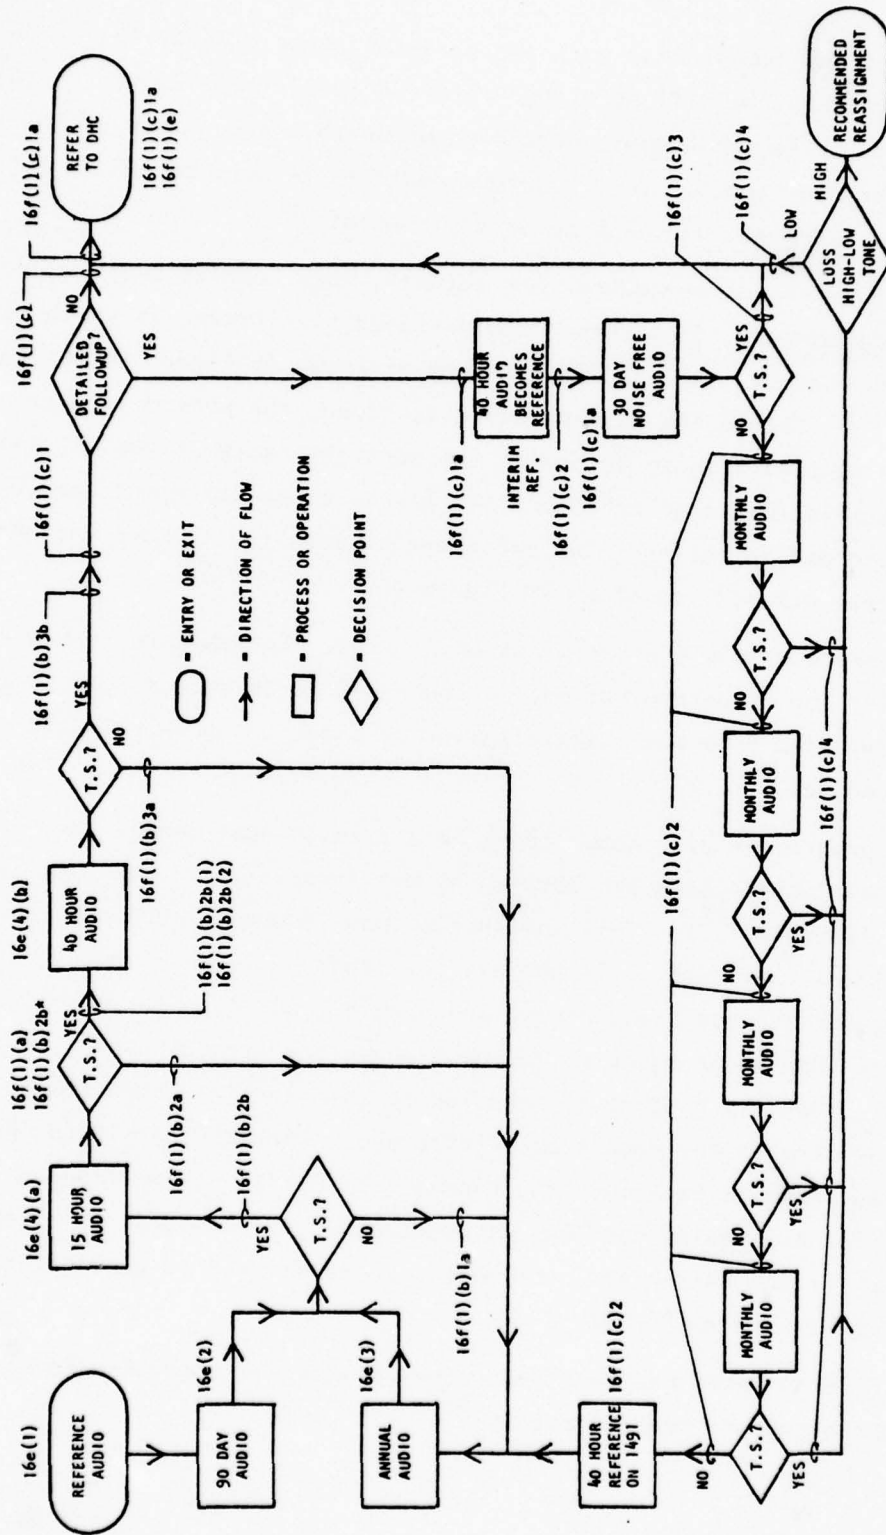 16e(1)
REFERENCE
AUDIO
90 DAY
AUDIO
16e(2)
ANNUAL
AUDIO
16e(3)
T.S.?
YES
NO
16f(1)(b)2b
16f(1)(b)1a
16e(4)(a)
15 HOUR
AUDIO
16f(1)(a)
16f(1)(b)2b*
T.S.?
YES
16f(1)(b)2a
16f(1)(b)2b(1)
16f(1)(b)2b(2)
16e(4)(b)
40 HOUR
AUDIO
T.S.?
YES
NO
16f(1)(b)3a
16f(1)(b)3b
16f(1)(c)1
DETAILED
FOLLOWUP?
NO
YES
16f(1)(c)
16f(1)(c)1a
REFER
TO DHC
16f(1)(c)1a
16f(1)(e)
= ENTRY OR EXIT
= DIRECTION OF FLOW
= PROCESS OR OPERATION
= DECISION POINT
16f(1)(c)1a
40 HOUR
AUDIO
BECOMES
REFERENCE
INTERIM
REF.
16f(1)(c)2
16f(1)(c)1a
30 DAY
NOISE FREE
AUDIO
T.S.?
YES
NO
16f(1)(c)3
16f(1)(c)4
LOW
HIGH
LOSS
HIGH-LOW
TONE
RECOMMENDED
REASSIGNMENT
MONTHLY
AUDIO
T.S.?
YES
NO
MONTHLY
AUDIO
T.S.?
YES
NO
MONTHLY
AUDIO
T.S.?
YES
NO
MONTHLY
AUDIO
T.S.?
YES
NO
16f(1)(c)2
16f(1)(c)4
40 HOUR
REFERENCE
ON 1491
16f(1)(c)2